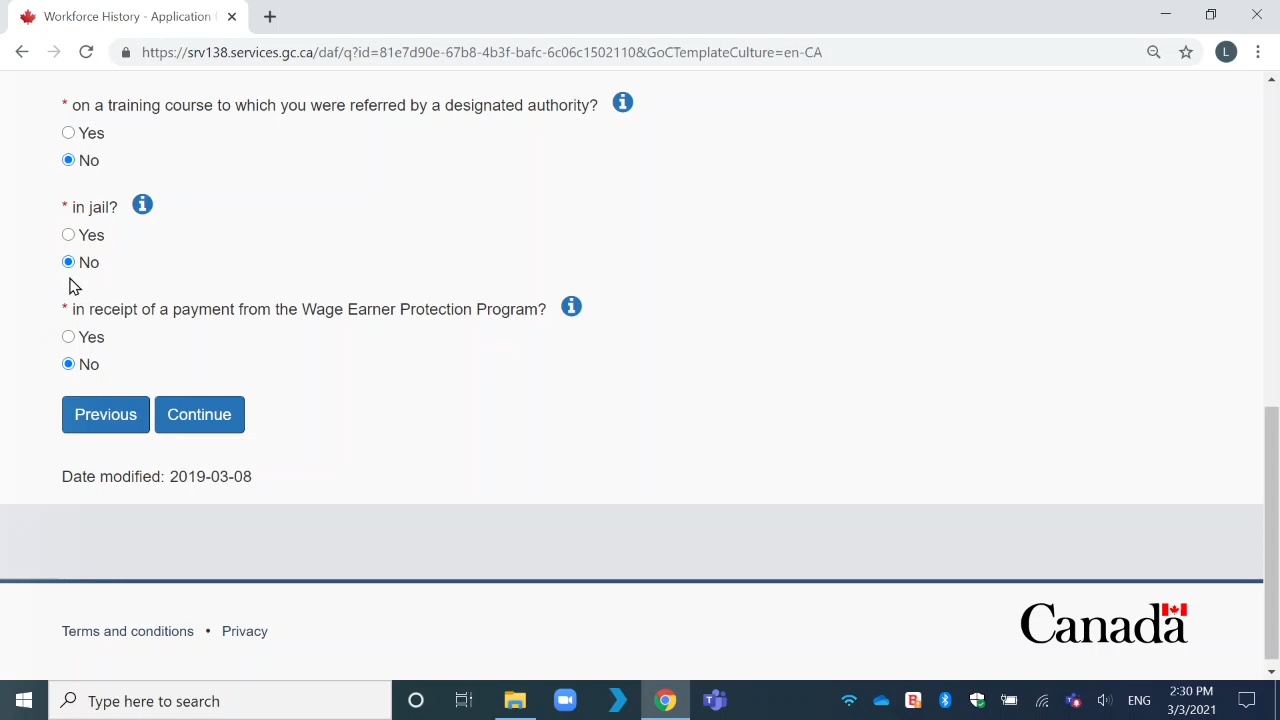 Workforce History - Application
https://srv138.services.gc.ca/daf/q?id=81e7d90e-67b8-4b3f-bafc-6c06c1502110&GoCTemplateCulture=en-CA
L
* on a training course to which you were referred by a designated authority? i
Yes
No
* in jail? i
Yes
No
* in receipt of a payment from the Wage Earner Protection Program? i
Yes
No
Previous Continue
Date modified: 2019-03-08
Terms and conditions • Privacy
Canada
Type here to search
ENG
2:30 PM
3/3/2021